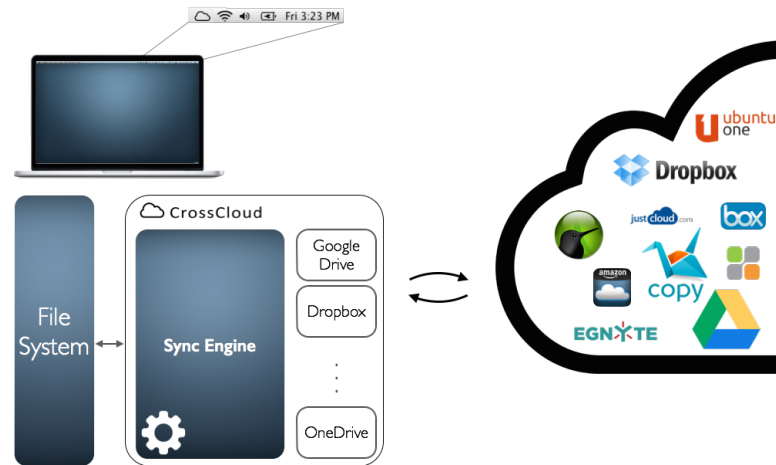 Fri 3:23 PM
CrossCloud
File
System
Sync Engine
Google
Drive
Dropbox
OneDrive
ubuntu
one
Dropbox
justcloud.com
box
amazon
copy
EGNYTE